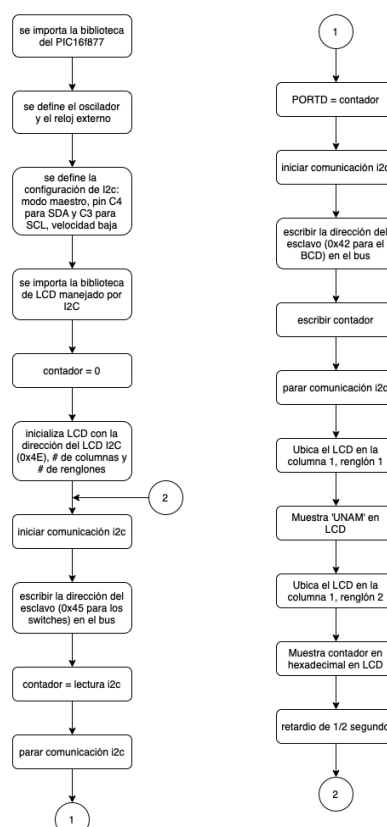 se importa la biblioteca
del PIC16f877
se define el oscilador
y el reloj externo
se define la
configuración de I2c:
modo maestro, pin C4
para SDA y C3 para
SCL, velocidad baja
se importa la biblioteca
de LCD manejado por
I2C
contador = 0
inicializa LCD con la
dirección del LCD I2C
(0x4E), # de columnas y
# de renglones
2
iniciar comunicación i2c
escribir la dirección del
esclavo (0x45 para los
switches) en el bus
contador = lectura i2c
parar comunicación i2c
1
1
PORTD = contador
iniciar comunicación i2c
escribir la dirección del
esclavo (0x42 para el
BCD) en el bus
escribir contador
parar comunicación i2c
Ubica el LCD en la
columna 1, renglón 1
Muestra 'UNAM' en
LCD
Ubica el LCD en la
columna 1, renglón 2
Muestra contador en
hexadecimal en LCD
retardio de 1/2 segundo
2